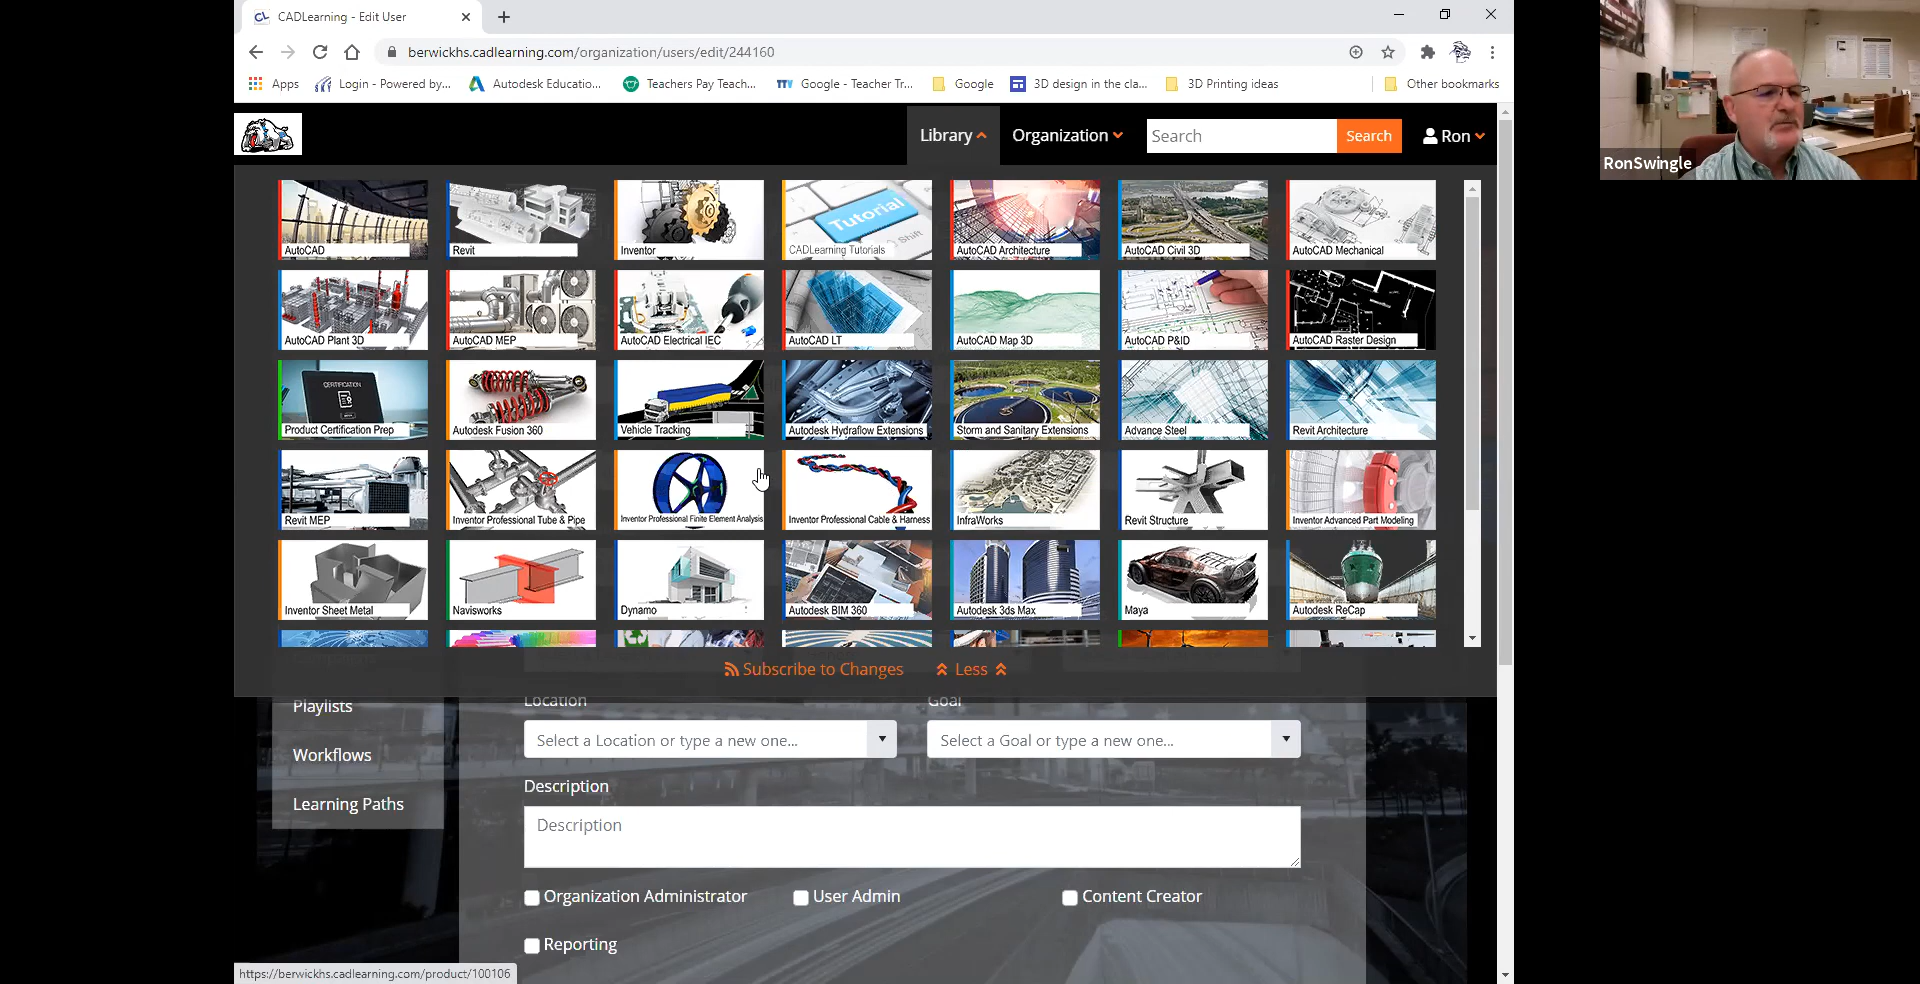 CL CADLearning - Edit User
berwickhs.cadlearning.com/organization/users/edit/244160
Apps Login - Powered by... Autodesk Educatio... Teachers Pay Teach... Google - Teacher Tr... Google 3D design in the cla... 3D Printing ideas Other bookmarks
Library Organization Search Search Ron
RonSwingle
Tutorial
Shift
AutoCAD Revit Inventor CADLearning Tutorials AutoCAD Architecture AutoCAD Civil 3D AutoCAD Mechanical
AutoCAD Plant 3D AutoCAD MEP AutoCAD Electrical IEC AutoCAD LT AutoCAD Map 3D AutoCAD P&ID AutoCAD Raster Design
CERTIFICATION
Product Certification Prep Autodesk Fusion 360 Vehicle Tracking Autodesk Hydraflow Extensions Storm and Sanitary Extensions Advance Steel Revit Architecture
Revit MEP Inventor Professional Tube & Pipe Inventor Professional Finite Element Analysis Inventor Professional Cable & Harness InfraWorks Revit Structure Inventor Advanced Part Modeling
Inventor Sheet Metal Navisworks Dynamo Autodesk BIM 360 Autodesk 3ds Max Maya Autodesk ReCap
Subscribe to Changes Less
Playlists
Workflows
Learning Paths
Location Goal
Select a Location or type a new one... Select a Goal or type a new one...
Description
Description
Organization Administrator User Admin Content Creator
Reporting
https://berwickhs.cadlearning.com/product/100106